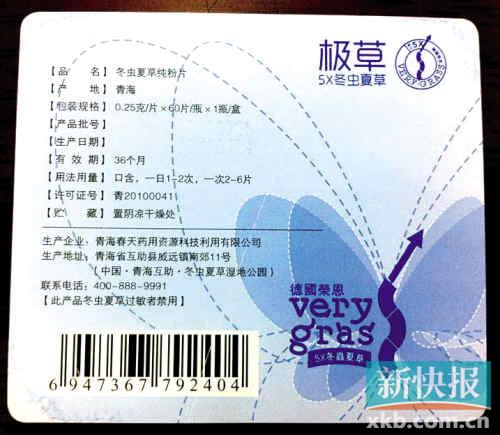 极草
5X冬虫夏草
5X
VERY GRASS
【品 名】 冬虫夏草纯粉片
【产 地】 青海
【包装规格】 0.25克/片×60片/瓶×1瓶/盒
【产品批号】
【生产日期】
【有 效 期】 36个月
【用法用量】 口含，一日1-2次，一次2-6片
【许可证号】 青20100041
【贮 藏】 置阴凉干燥处
生产企业：青海春天药用资源科技利用有限公司
生产地址：青海省互助县威远镇南郊11号
（中国·青海互助·冬虫夏草湿地公园）
联系电话：400-888-9991
【此产品冬虫夏草过敏者禁用】
德國榮恩
very
gras
5X冬蟲夏草
6 947367 792404
新快报
xkb.com.cn